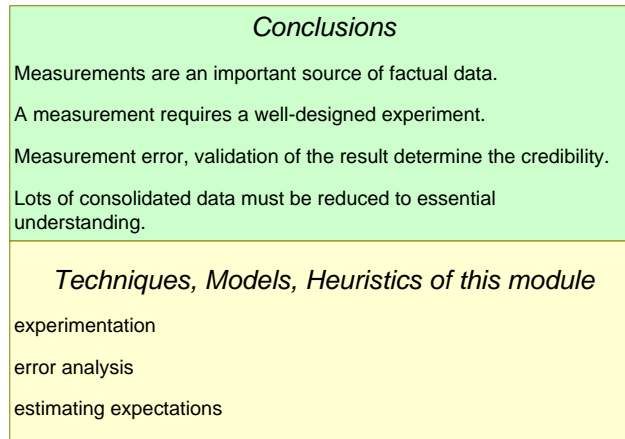 Conclusions
Measurements are an important source of factual data.
A measurement requires a well-designed experiment.
Measurement error, validation of the result determine the credibility.
Lots of consolidated data must be reduced to essential
understanding.
Techniques, Models, Heuristics of this module
experimentation
error analysis
estimating expectations